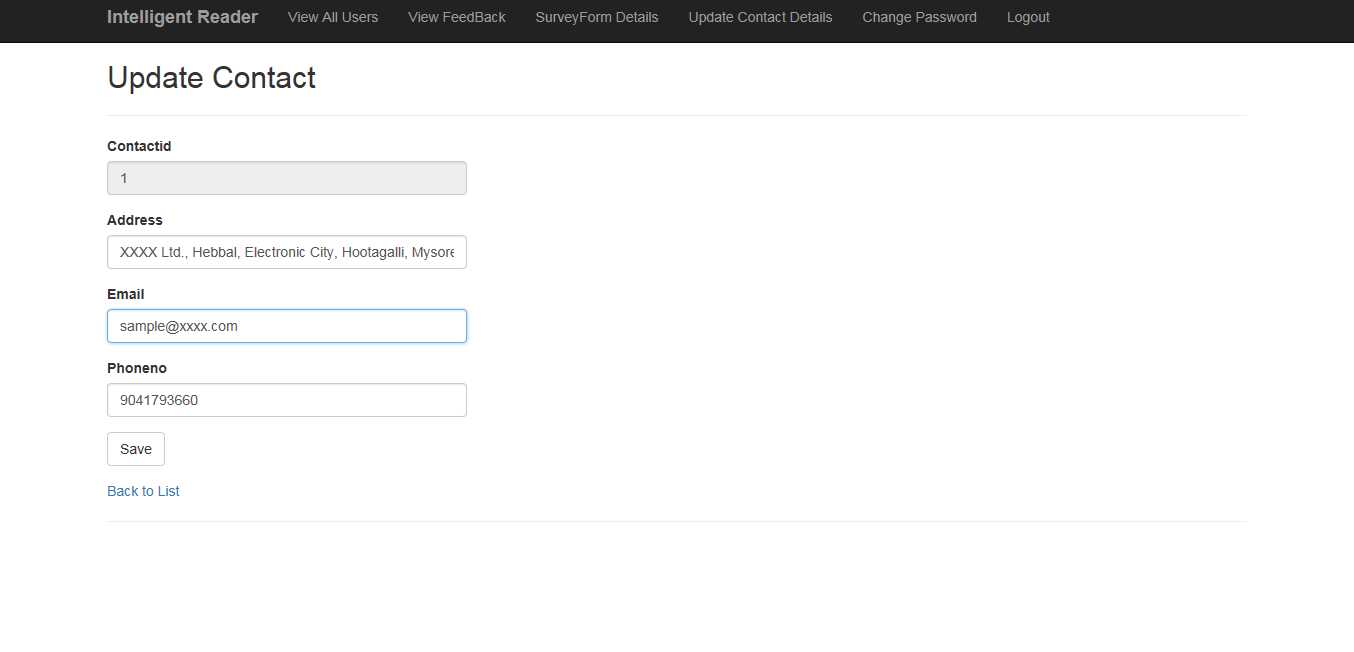 Intelligent Reader View All Users View FeedBack SurveyForm Details Update Contact Details Change Password Logout
Update Contact
Contactid
1
Address
XXXX Ltd., Hebbal, Electronic City, Hootagalli, Mysore
Email
sample@xxxx.com
Phoneno
9041793660
Save
Back to List